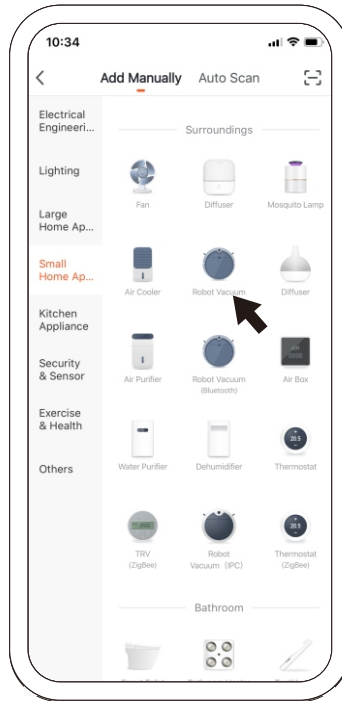 10:34
Add Manually Auto Scan
Electrical
Engineeri...
Lighting
Large
Home Ap...
Small
Home Ap...
Kitchen
Appliance
Security
& Sensor
Exercise
& Health
Others
Surroundings
Fan Diffuser Mosquito Lamp
Air Cooler Robot Vacuum Diffuser
Air Purifier Robot Vacuum Air Box
(Bluetooth)
Water Purifier Dehumidifier Thermostat
TRV Robot Thermostat
(ZigBee) Vacuum (IPC) (ZigBee)
Bathroom